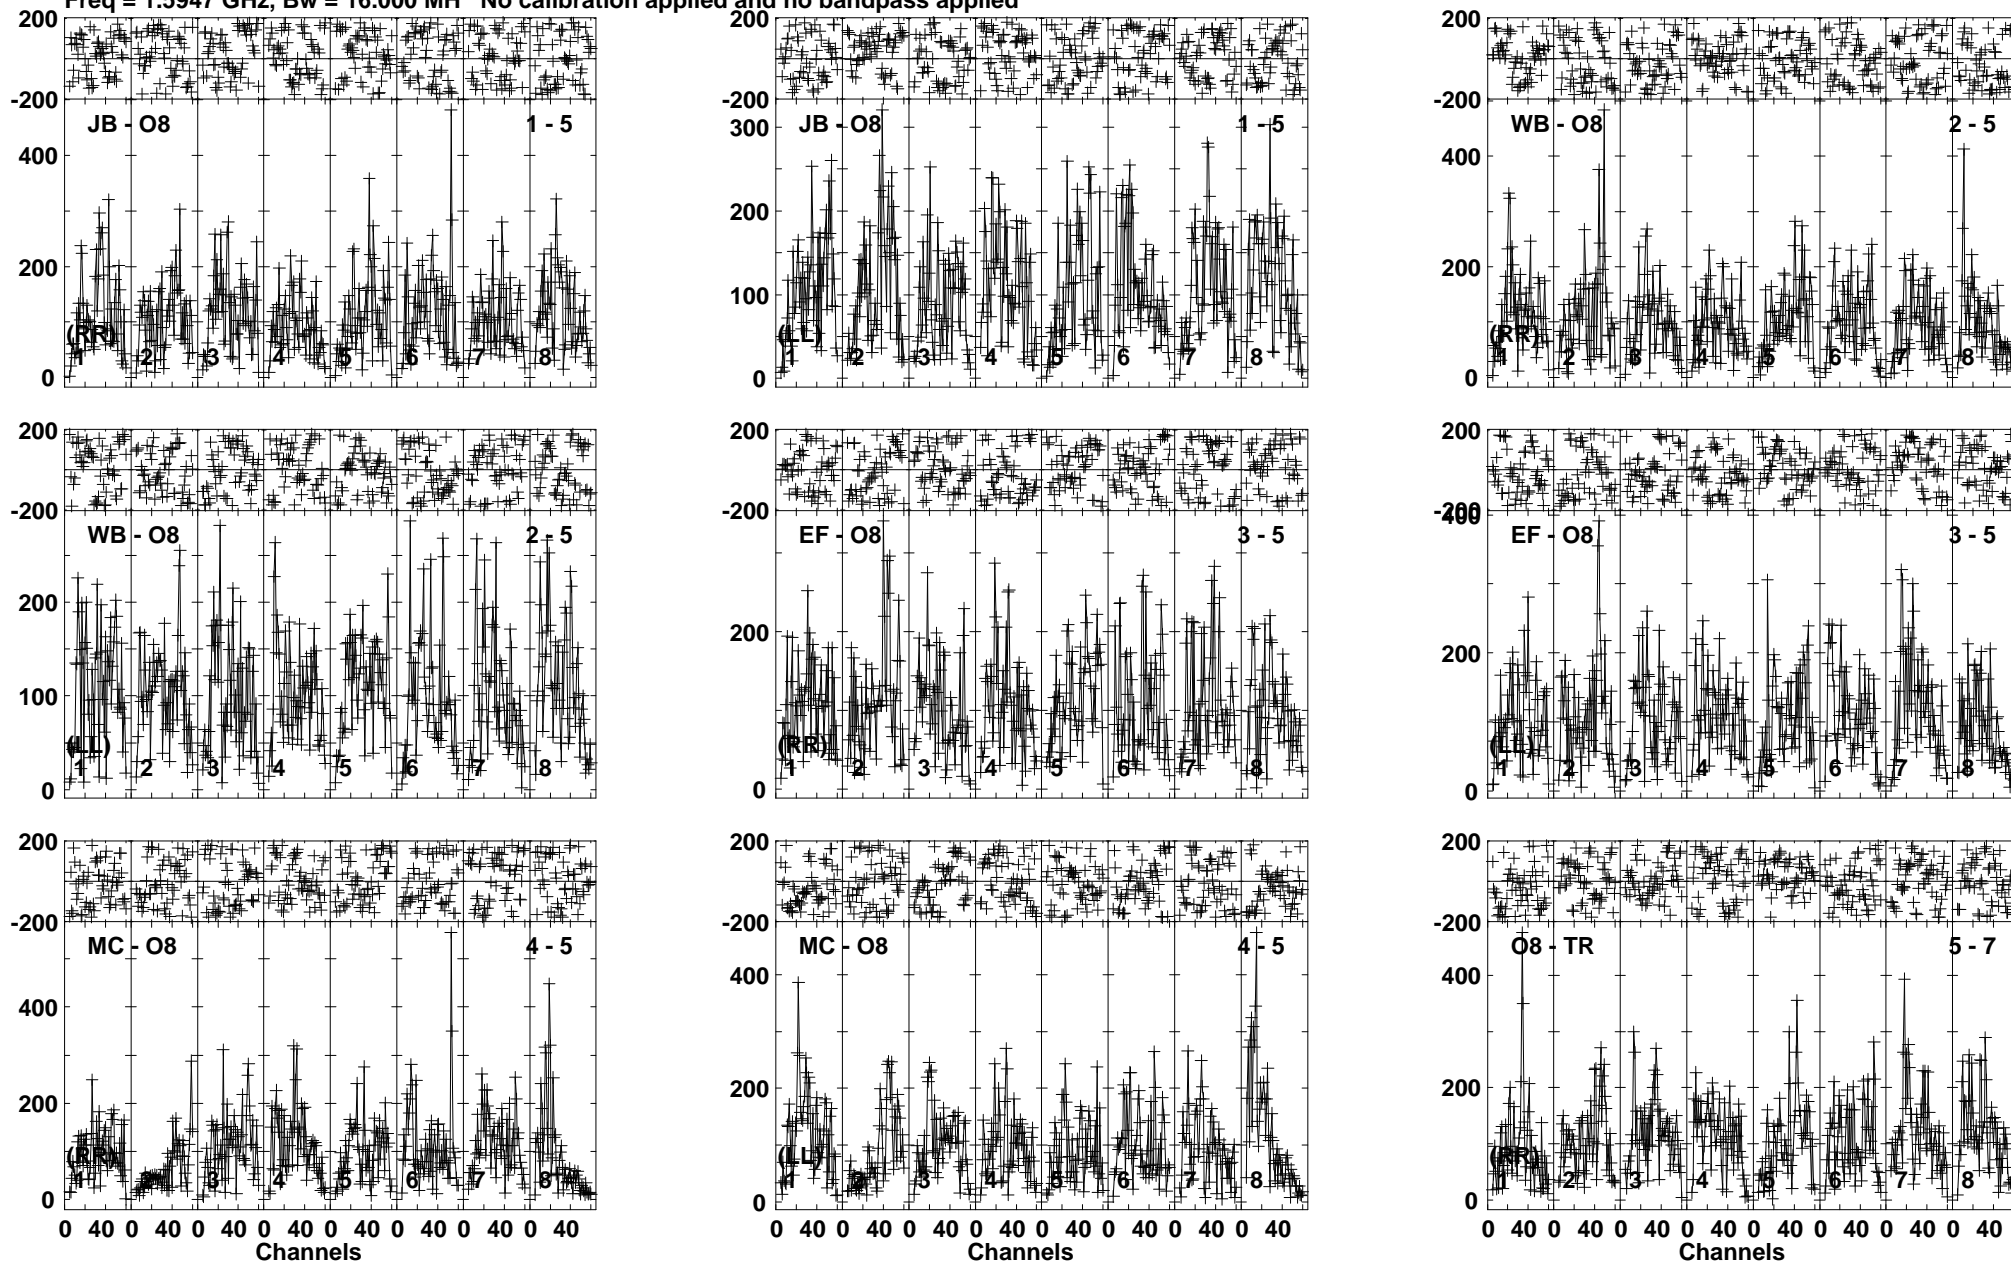 Freq = 1.5947 GHz, Bw = 16.000 MH No calibration applied and no bandpass applied
200 200 200
-200 -200 -200
JB - O8 1 - 5 JB - O8 1 - 5 WB - O8 2 - 5
400 300 400
200 200 200
100
(RR) (LL) (RR)
1 2 3 4 5 6 7 8 1 2 3 4 5 6 7 8 1 2 3 4 5 6 7 8
0 0 0
200 200 200
-200 -200 -200
400
WB - O8 2 - 5 EF - O8 3 - 5 EF - O8 3 - 5
200 200 200
100
(LL) (RR) (LL)
1 2 3 4 5 6 7 8 1 2 3 4 5 6 7 8 1 2 3 4 5 6 7 8
0 0 0
200 200 200
-200 -200 -200
MC - O8 4 - 5 MC - O8 4 - 5 O8 - TR 5 - 7
400 400 400
200 200 200
(RR) (LL) (RR)
1 2 3 4 5 6 7 8 1 2 3 4 5 6 7 8 1 2 3 4 5 6 7 8
0 0 0
0 40 0 40 0 40 0 40 0 40 0 40 0 40 0 40 0 40 0 40 0 40 0 40 0 40 0 40 0 40 0 40 0 40 0 40 0 40 0 40 0 40 0 40 0 40 0 40
Channels Channels Channels